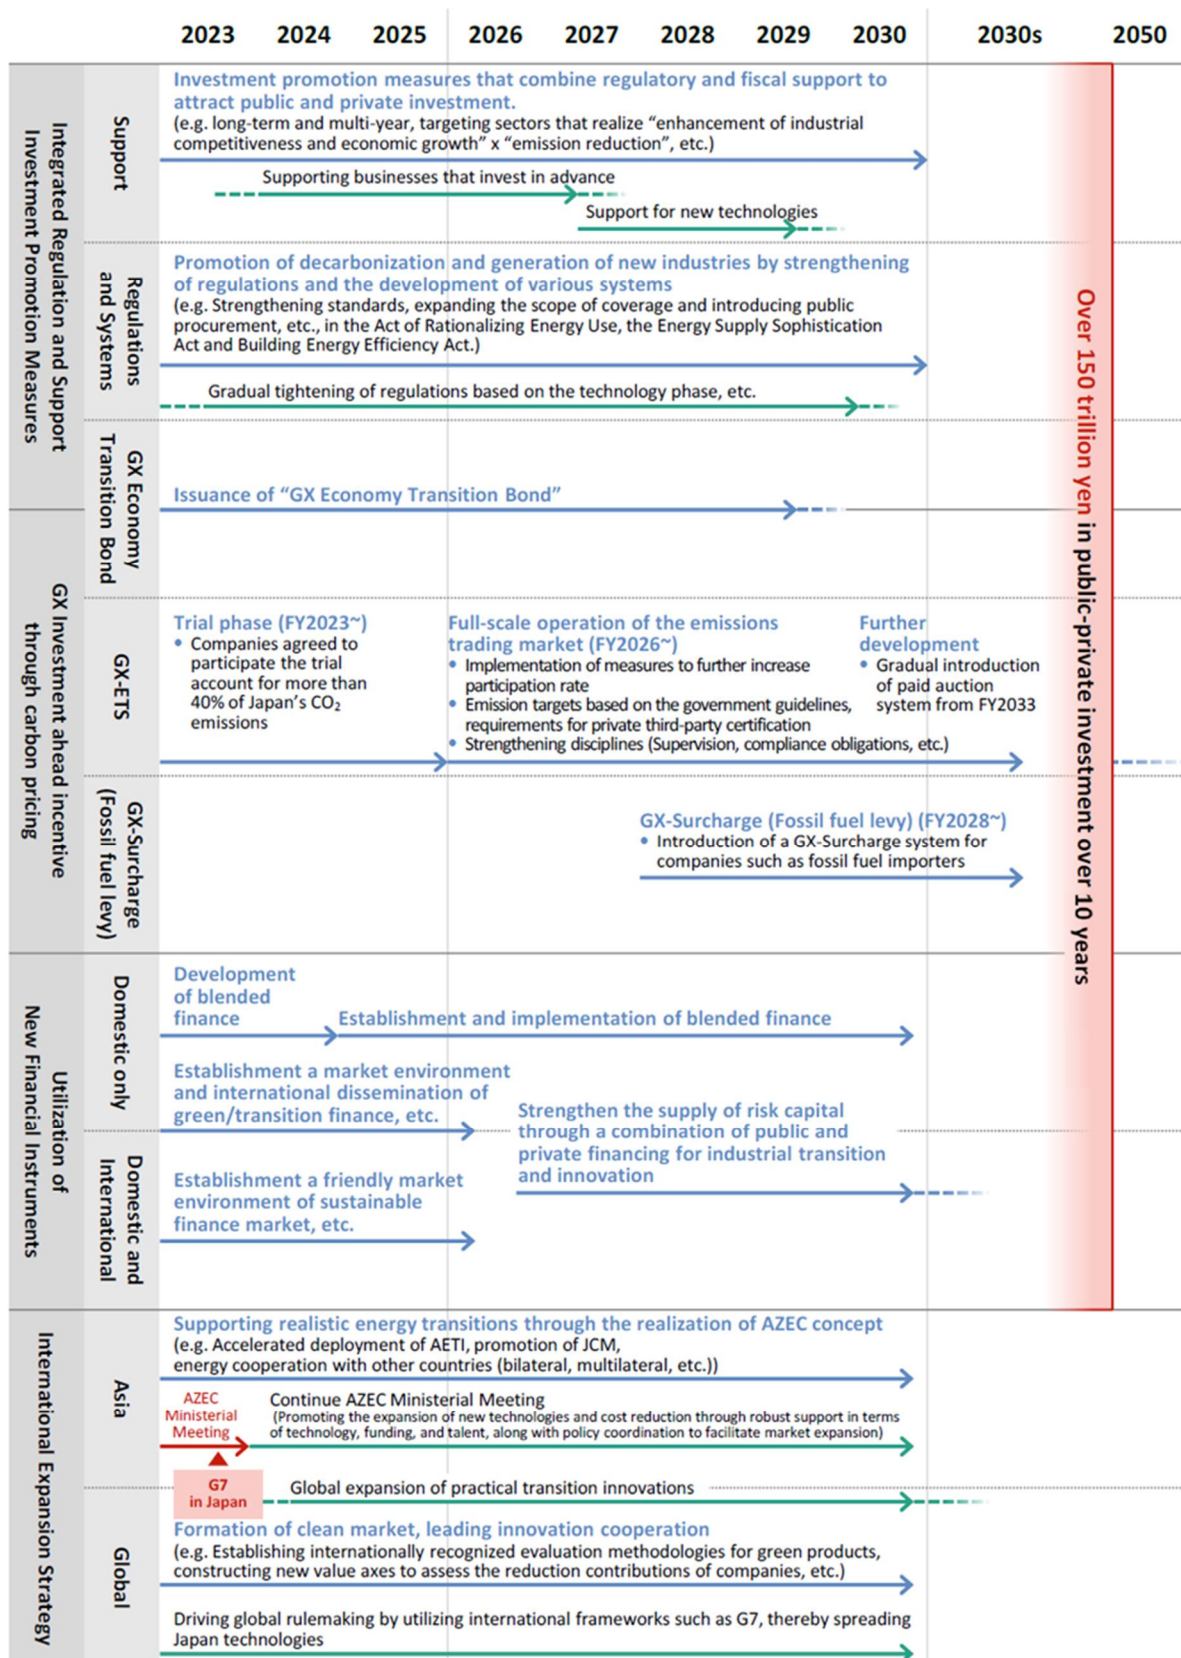 2023 2024 2025 2026 2027 2028 2029 2030 2030s 2050
Integrated Regulation and Support
Investment Promotion Measures
Support
Investment promotion measures that combine regulatory and fiscal support to
attract public and private investment.
(e.g. long-term and multi-year, targeting sectors that realize “enhancement of industrial
competitiveness and economic growth” x “emission reduction”, etc.)
Supporting businesses that invest in advance
Support for new technologies
Regulations
and Systems
Promotion of decarbonization and generation of new industries by strengthening
of regulations and the development of various systems
(e.g. Strengthening standards, expanding the scope of coverage and introducing public
procurement, etc., in the Act of Rationalizing Energy Use, the Energy Supply Sophistication
Act and Building Energy Efficiency Act.)
Gradual tightening of regulations based on the technology phase, etc.
GX Economy
Transition Bond
Issuance of “GX Economy Transition Bond”
GX Investment ahead incentive
through carbon pricing
GX-ETS
Trial phase (FY2023~)
• Companies agreed to
participate the trial
account for more than
40% of Japan’s CO₂
emissions
Full-scale operation of the emissions
trading market (FY2026~)
• Implementation of measures to further increase
participation rate
• Emission targets based on the government guidelines,
requirements for private third-party certification
• Strengthening disciplines (Supervision, compliance obligations, etc.)
Further
development
• Gradual introduction
of paid auction
system from FY2033
GX-Surcharge
(Fossil fuel levy)
GX-Surcharge (Fossil fuel levy) (FY2028~)
• Introduction of a GX-Surcharge system for
companies such as fossil fuel importers
Over 150 trillion yen in public-private investment over 10 years
Utilization of
New Financial Instruments
Domestic only
Development
of blended
finance
Establishment and implementation of blended finance
Establishment a market environment
and international dissemination of
green/transition finance, etc.
Strengthen the supply of risk capital
through a combination of public and
private financing for industrial transition
and innovation
Domestic and
International
Establishment a friendly market
environment of sustainable
finance market, etc.
International Expansion Strategy
Asia
Supporting realistic energy transitions through the realization of AZEC concept
(e.g. Accelerated deployment of AETI, promotion of JCM,
energy cooperation with other countries (bilateral, multilateral, etc.))
AZEC
Ministerial
Meeting
Continue AZEC Ministerial Meeting
(Promoting the expansion of new technologies and cost reduction through robust support in terms
of technology, funding, and talent, along with policy coordination to facilitate market expansion)
G7
in Japan
Global expansion of practical transition innovations
Global
Formation of clean market, leading innovation cooperation
(e.g. Establishing internationally recognized evaluation methodologies for green products,
constructing new value axes to assess the reduction contributions of companies, etc.)
Driving global rulemaking by utilizing international frameworks such as G7, thereby spreading
Japan technologies